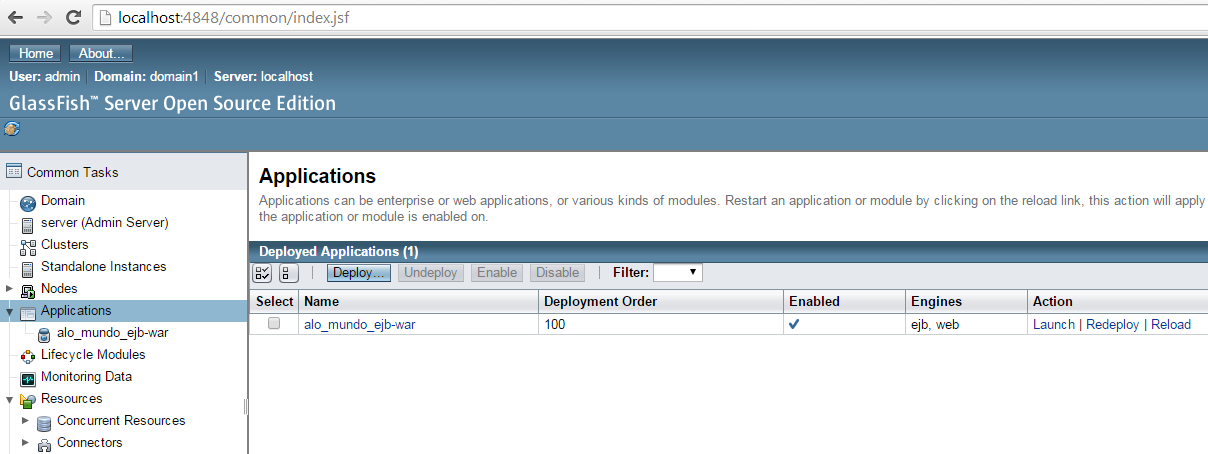 localhost:4848/common/index.jsf
Home About...
User: admin Domain: domain1 Server: localhost
GlassFish™ Server Open Source Edition
Common Tasks
Domain
server (Admin Server)
Clusters
Standalone Instances
Nodes
Applications
alo_mundo_ejb-war
Lifecycle Modules
Monitoring Data
Resources
Concurrent Resources
Connectors
Applications
Applications can be enterprise or web applications, or various kinds of modules. Restart an application or module by clicking on the reload link, this action will apply
the application or module is enabled on.
Deployed Applications (1)
Deploy... Undeploy Enable Disable Filter:
Select Name Deployment Order Enabled Engines Action
alo_mundo_ejb-war 100 ejb, web Launch | Redeploy | Reload